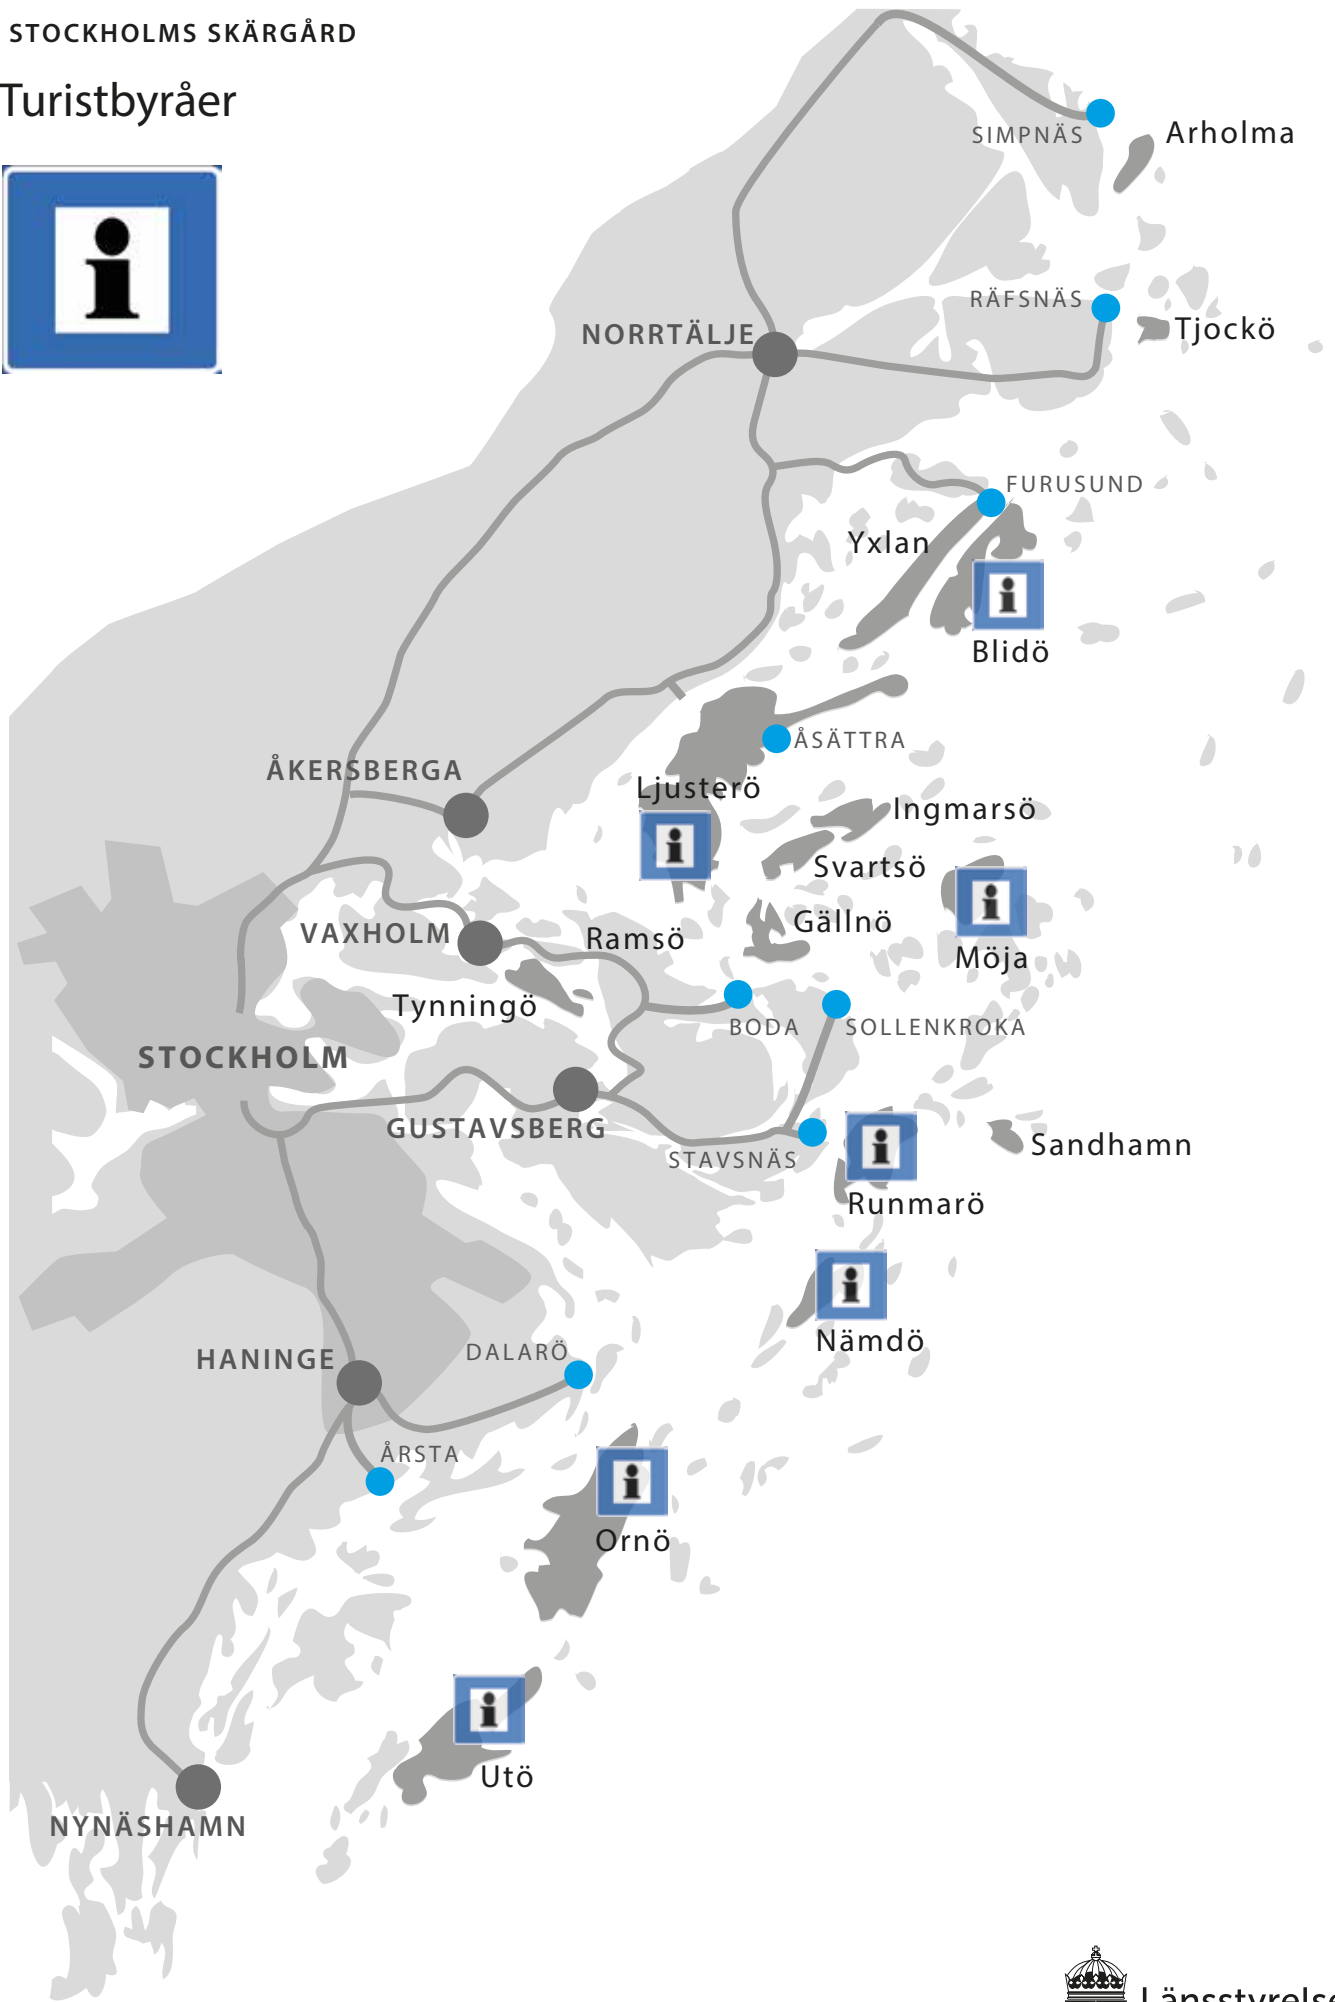 STOCKHOLMS SKÄRGÅRD
Turistbyråer
SIMPNÄS
Arholma
RÄFSNÄS
Tjockö
NORRTÄLJE
FURUSUND
Yxlan
Blidö
ÅSÄTTRA
ÅKERSBERGA
Ljusterö
Ingmarsö
Svartsö
Gällnö
VAXHOLM
Ramsö
Möja
Tynningö
BODA
SOLLENKROKA
STOCKHOLM
GUSTAVSBERG
STAVSNÄS
Sandhamn
Runmarö
Nämdö
HANINGE
DALARÖ
ÅRSTA
Ornö
Utö
NYNÄSHAMN
Länsstyrelse